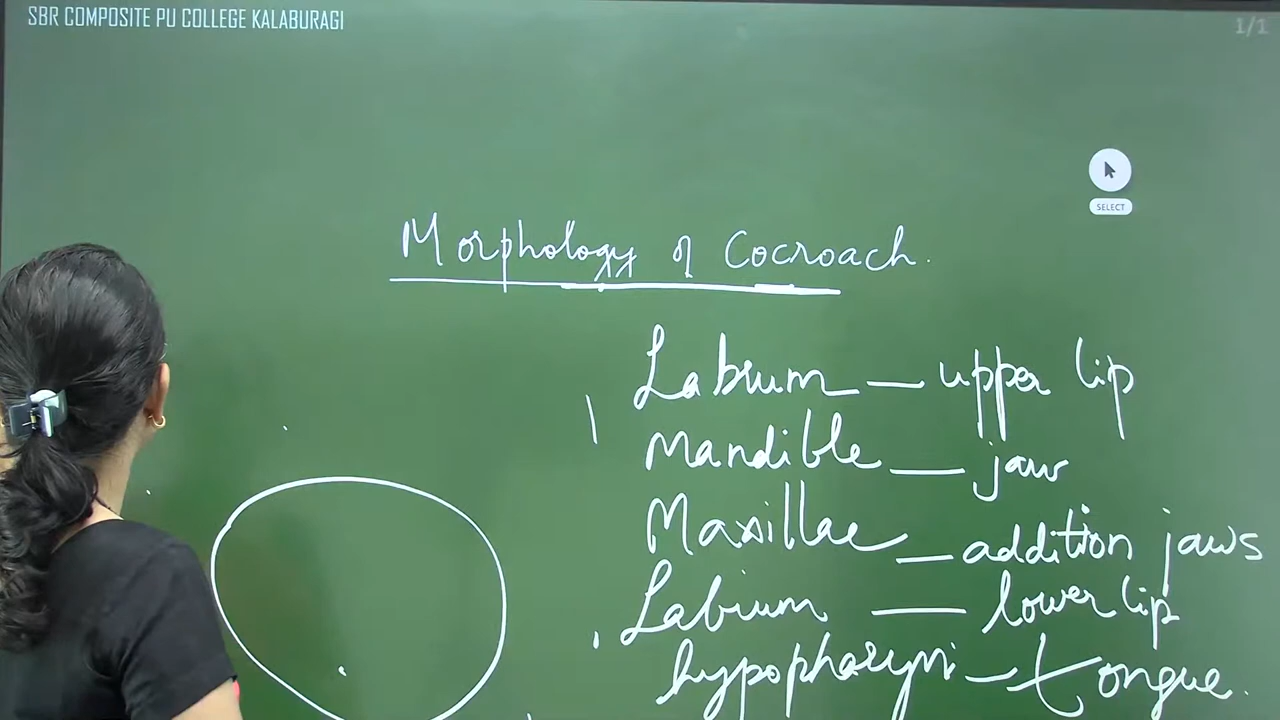 SBR COMPOSITE PU COLLEGE KALABURAGI
1/1
SELECT
Morphology of Cocroach.
Labrum — upper lip
Mandible — jaw
Maxillae — addition jaws
Labium — lower lip
hypopharyni — tongue.